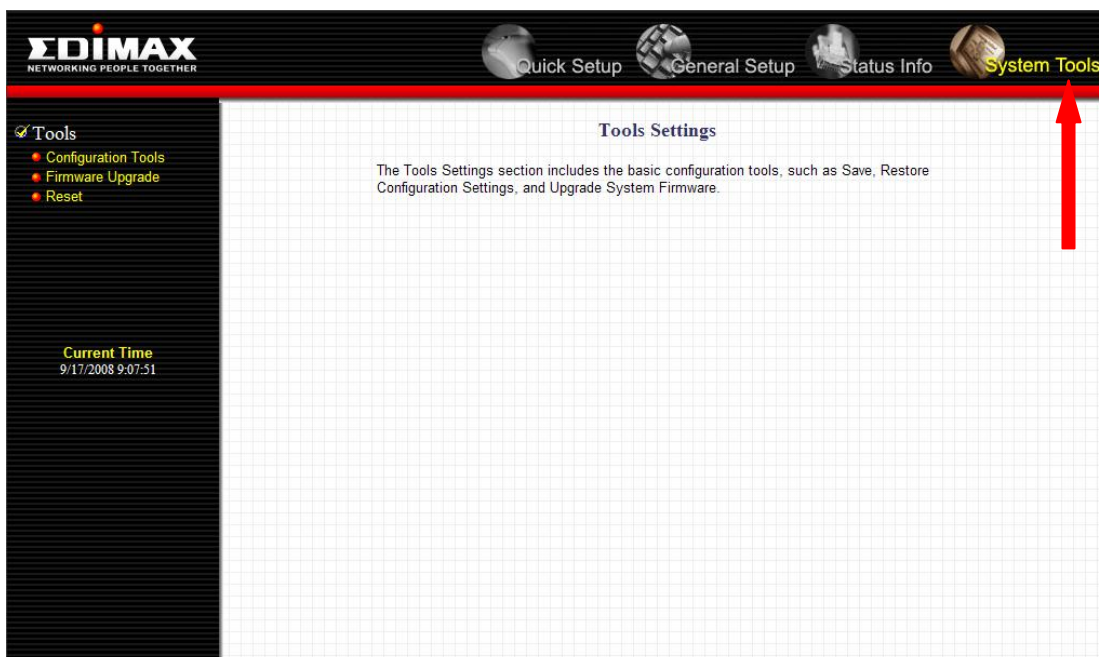 EDIMAX
NETWORKING PEOPLE TOGETHER
Quick Setup
General Setup
Status Info
System Tools
Tools
Configuration Tools
Firmware Upgrade
Reset
Current Time
9/17/2008 9:07:51
Tools Settings
The Tools Settings section includes the basic configuration tools, such as Save, Restore
Configuration Settings, and Upgrade System Firmware.